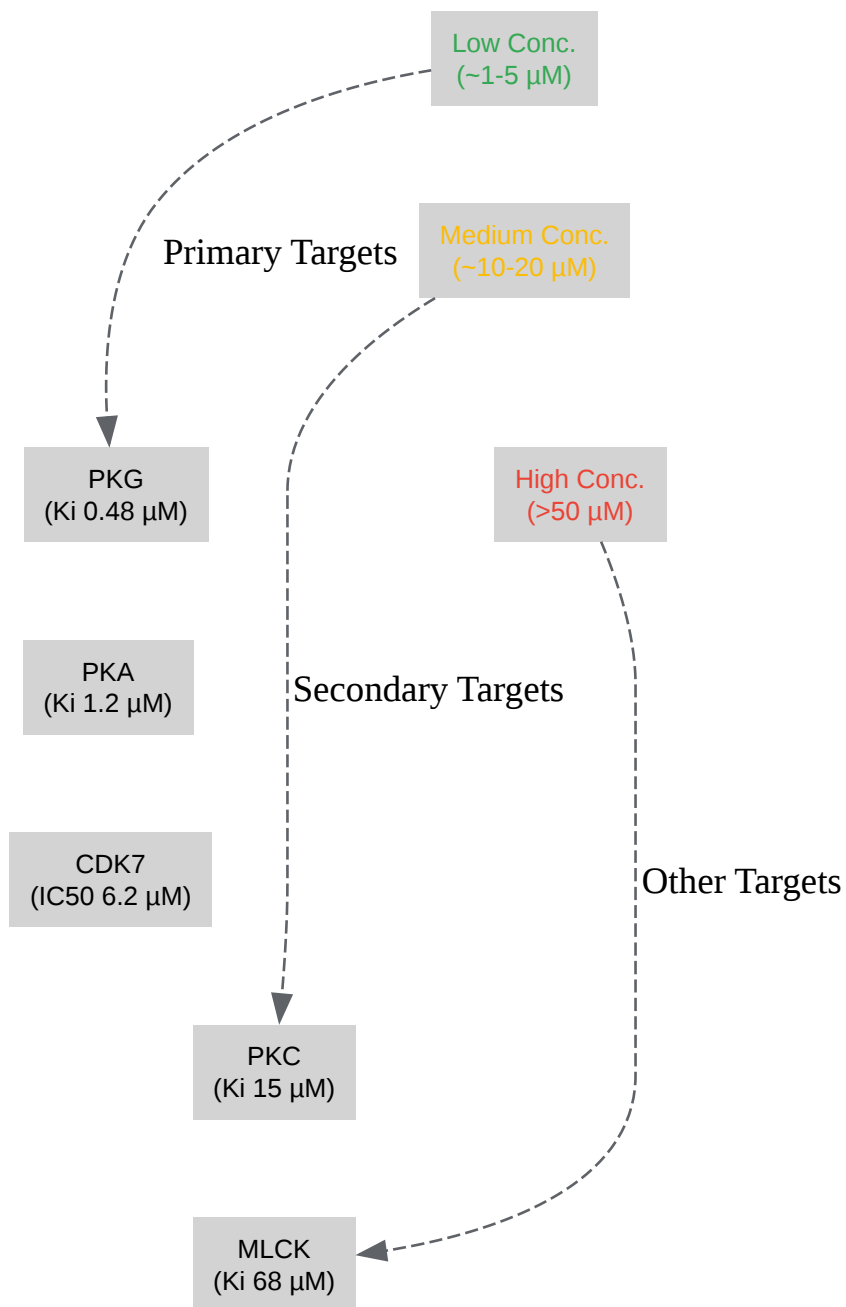 Low Conc.
(~1-5 µM)
Primary Targets
Medium Conc.
(~10-20 µM)
PKG
(Ki 0.48 µM)
High Conc.
(>50 µM)
PKA
(Ki 1.2 µM)
Secondary Targets
CDK7
(IC50 6.2 µM)
Other Targets
PKC
(Ki 15 µM)
MLCK
(Ki 68 µM)